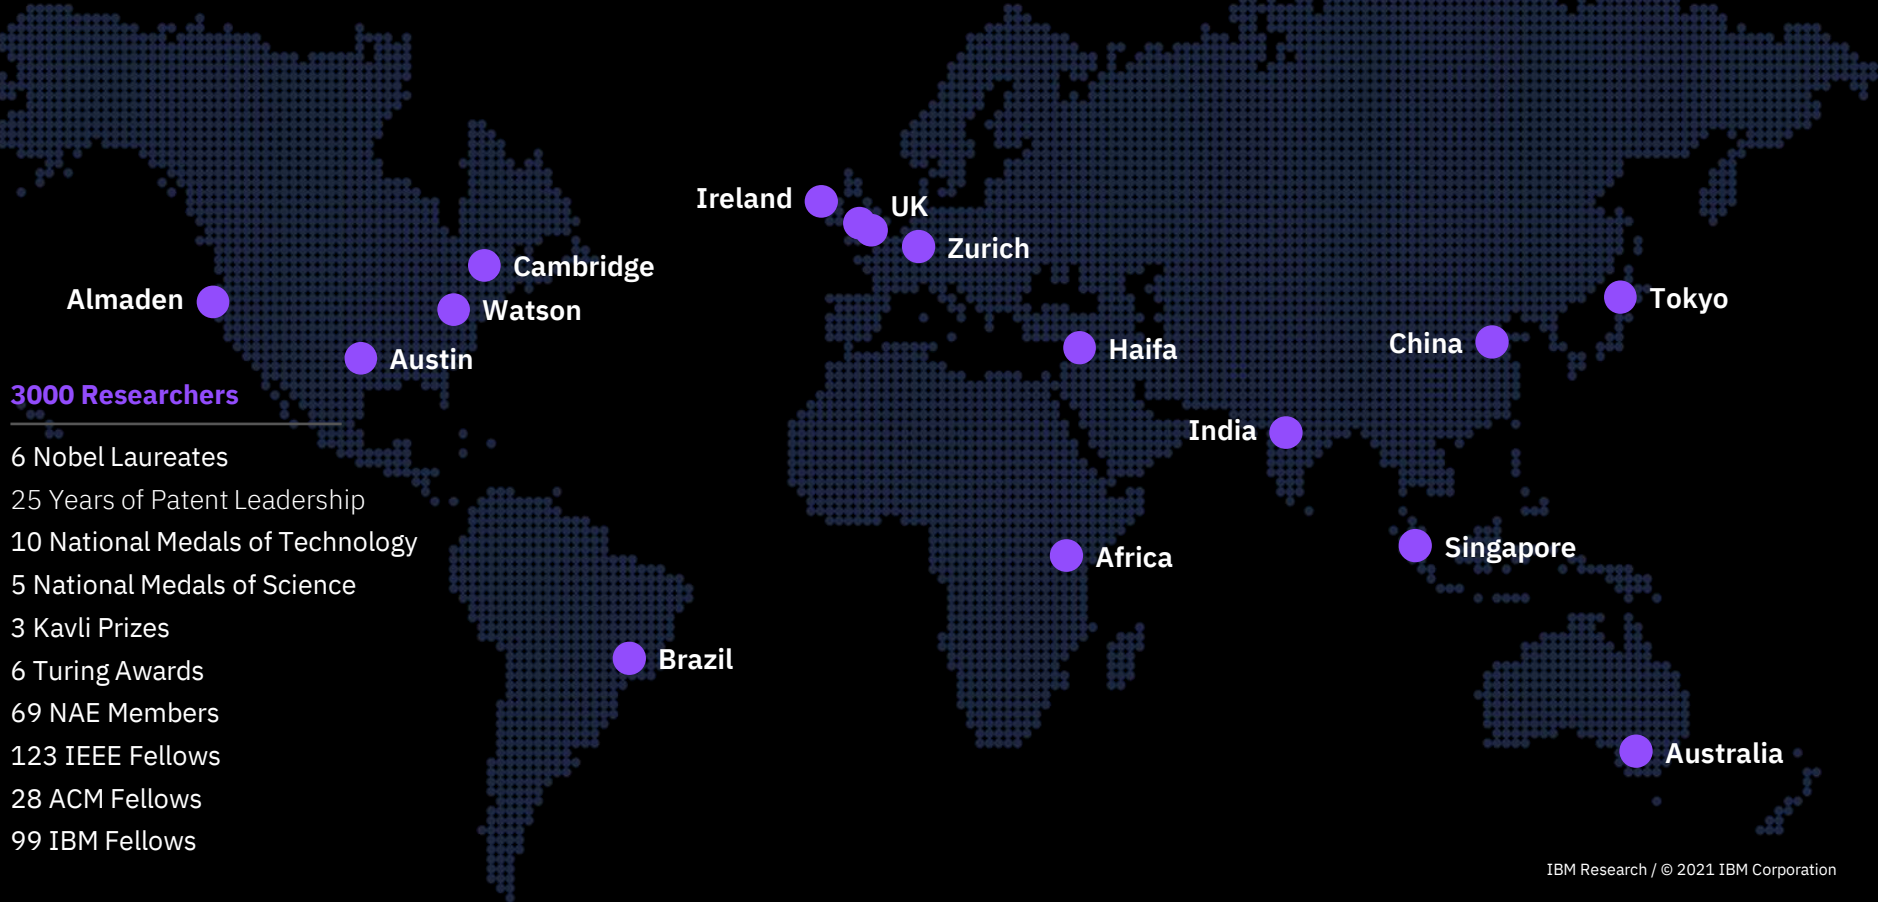 Ireland
UK
Zurich
Cambridge
Almaden
Watson
Austin
Tokyo
China
Haifa
India
Singapore
Africa
Brazil
Australia
3000 Researchers
6 Nobel Laureates
25 Years of Patent Leadership
10 National Medals of Technology
5 National Medals of Science
3 Kavli Prizes
6 Turing Awards
69 NAE Members
123 IEEE Fellows
28 ACM Fellows
99 IBM Fellows
IBM Research / © 2021 IBM Corporation